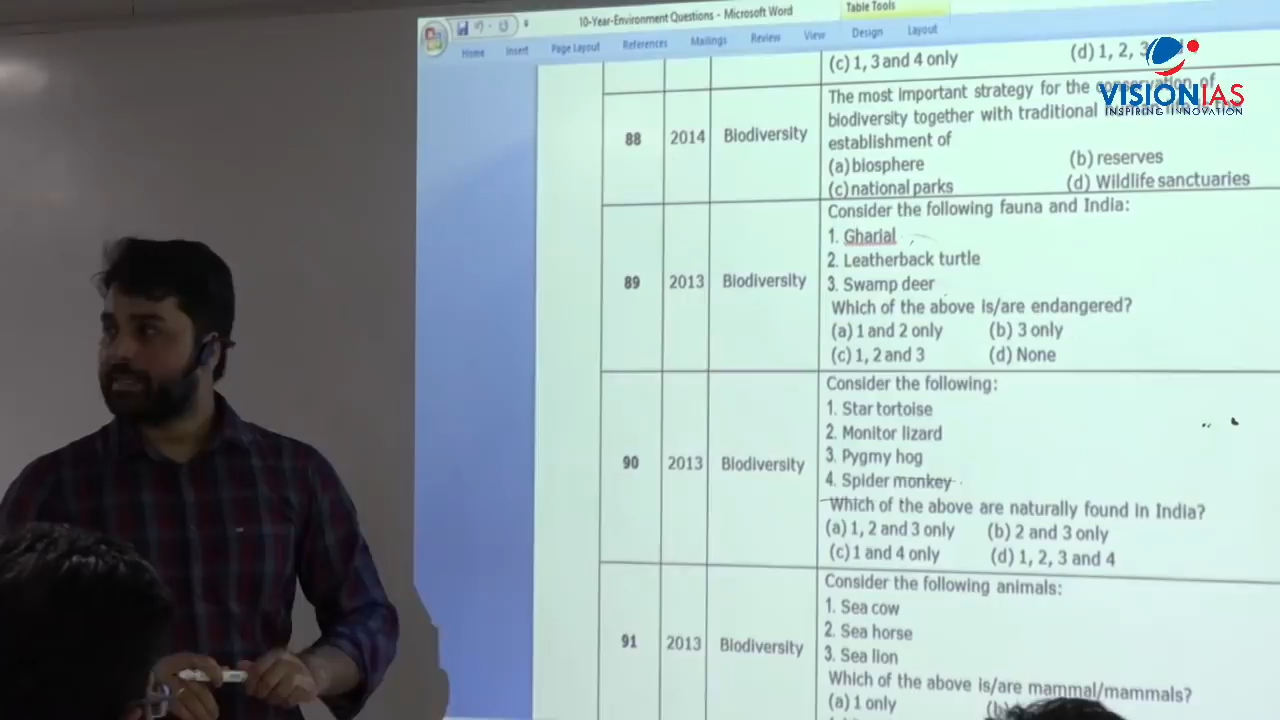 10-Year-Environment Questions - Microsoft Word
Table Tools
Home Insert Page Layout References Mailings Review View Design Layout
VISIONIAS
INSPIRING INNOVATION
(c) 1, 3 and 4 only (d) 1, 2, 3
88 2014 Biodiversity
The most important strategy for the conservation of
biodiversity together with traditional
establishment of
(a) biosphere (b) reserves
(c) national parks (d) Wildlife sanctuaries
89 2013 Biodiversity
Consider the following fauna and India:
1. Gharial
2. Leatherback turtle
3. Swamp deer
Which of the above is/are endangered?
(a) 1 and 2 only (b) 3 only
(c) 1, 2 and 3 (d) None
90 2013 Biodiversity
Consider the following:
1. Star tortoise
2. Monitor lizard
3. Pygmy hog
4. Spider monkey
Which of the above are naturally found in India?
(a) 1, 2 and 3 only (b) 2 and 3 only
(c) 1 and 4 only (d) 1, 2, 3 and 4
91 2013 Biodiversity
Consider the following animals:
1. Sea cow
2. Sea horse
3. Sea lion
Which of the above is/are mammal/mammals?
(a) 1 only (b)